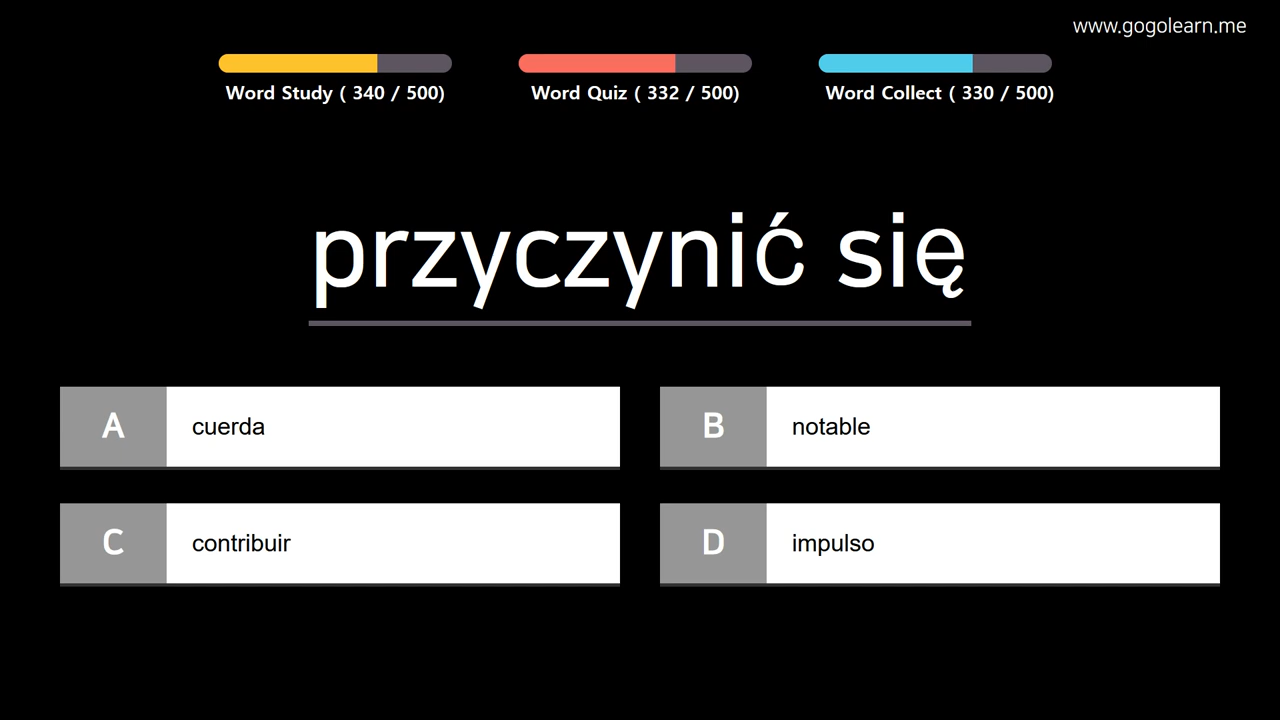 www.gogolearn.me
Word Study ( 340 / 500)
Word Quiz ( 332 / 500)
Word Collect ( 330 / 500)
przyczynić się
A
cuerda
B
notable
C
contribuir
D
impulso